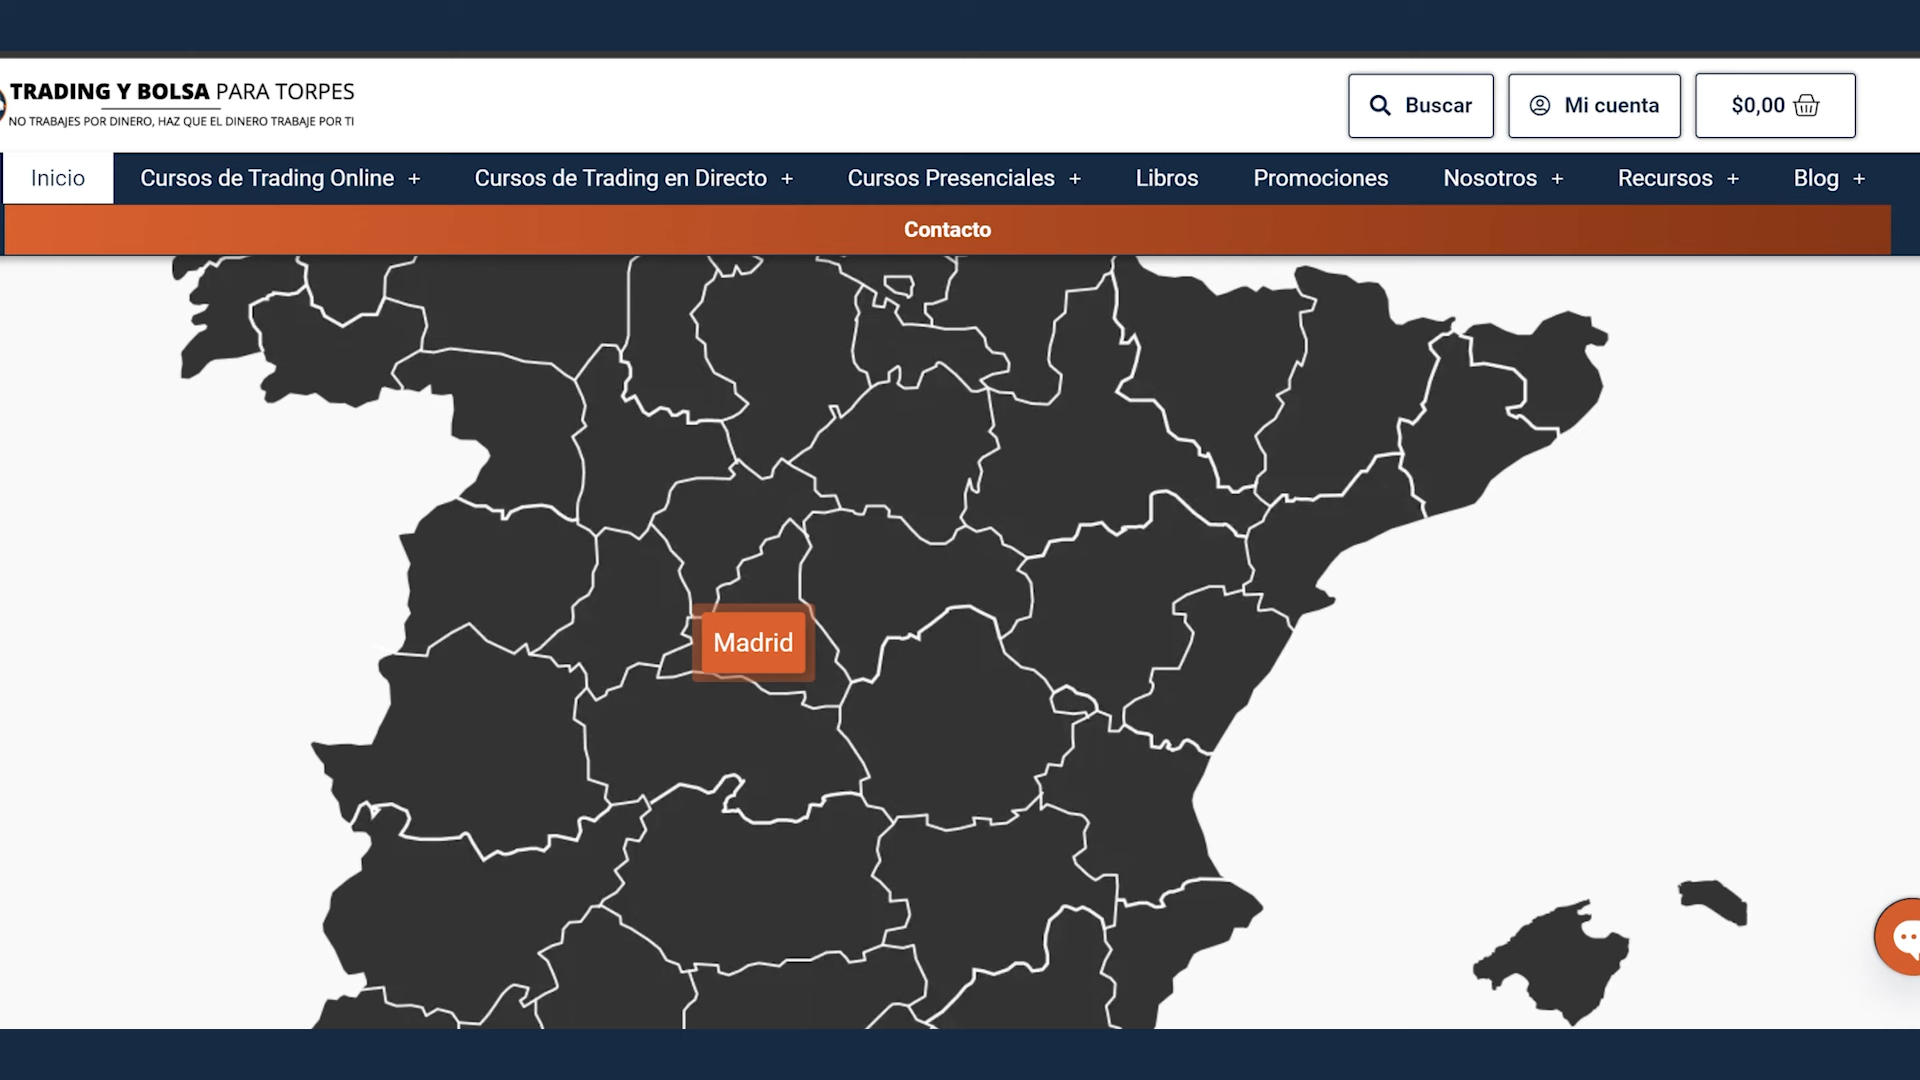 TRADING Y BOLSA PARA TORPES
NO TRABAJES POR DINERO, HAZ QUE EL DINERO TRABAJE POR TI
Buscar
Mi cuenta
$0,00
Inicio
Cursos de Trading Online +
Cursos de Trading en Directo +
Cursos Presenciales +
Libros
Promociones
Nosotros +
Recursos +
Blog +
Contacto
Madrid